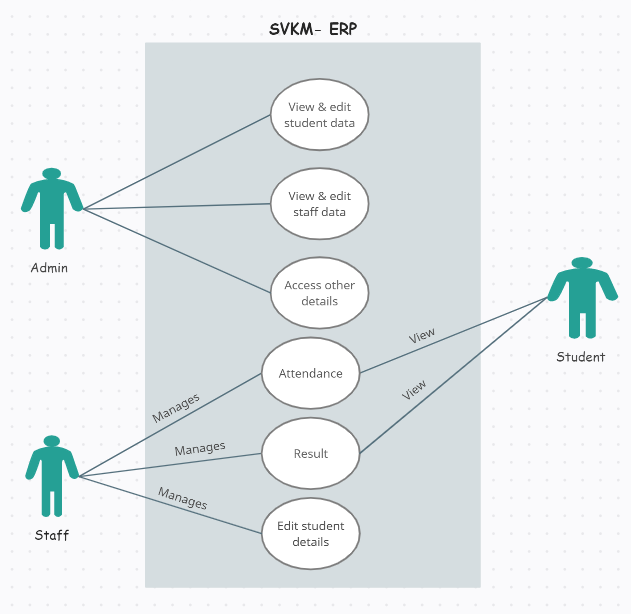 SVKM- ERP
View & edit
student data
View & edit
staff data
Admin
Access other
details
View
Student
Attendance
View
Manages
Manages
Result
Manages
Edit student
details
Staff